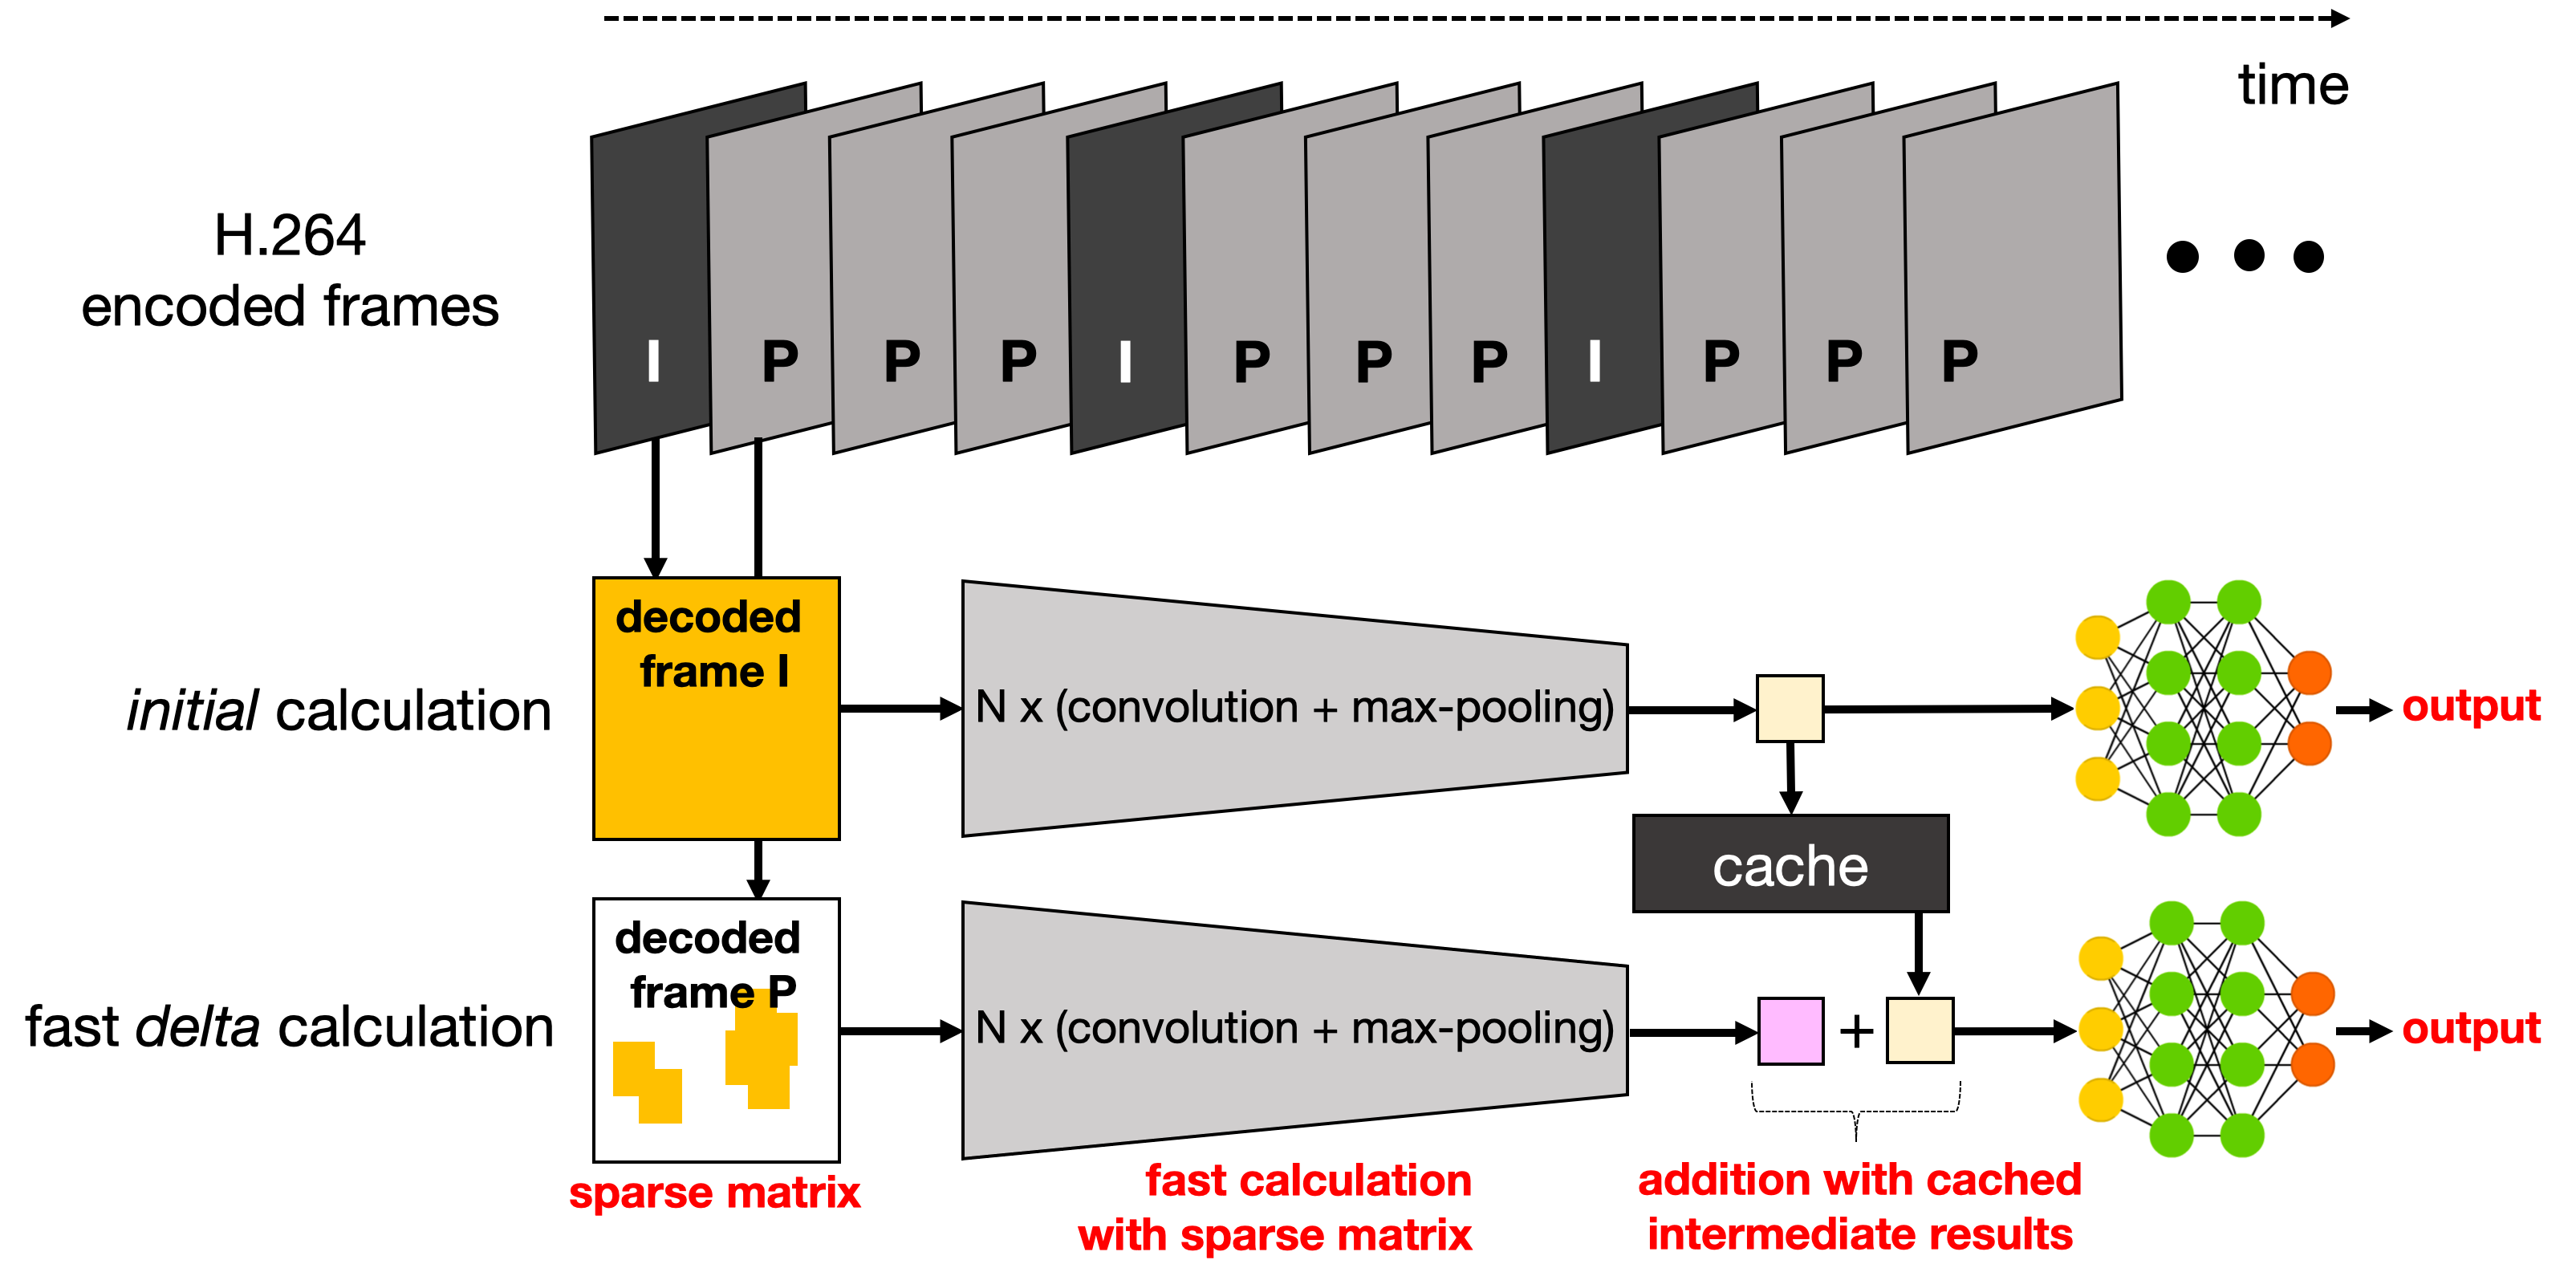 time
H.264
encoded frames
I P P P I P P P I P P P
decoded
frame I
initial calculation
N x (convolution + max-pooling)
output
cache
decoded
frame P
fast delta calculation
N x (convolution + max-pooling)
+
output
sparse matrix
fast calculation
with sparse matrix
addition with cached
intermediate results